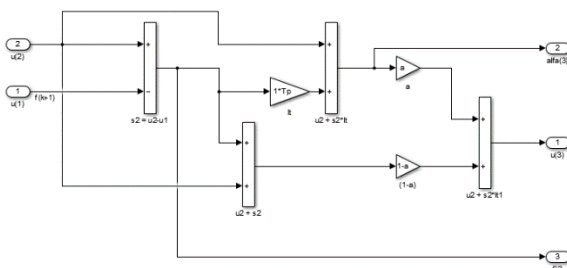 2
u(2)
1
u(1)
f(k+1)
+
−
s2 = u2-u1
1*Tp
lt
+
+
u2 + s2*lt
a
a
2
alfa(3)
+
+
u2 + s2
1-a
(1-a)
+
+
u2 + s2*lt1
1
u(3)
3